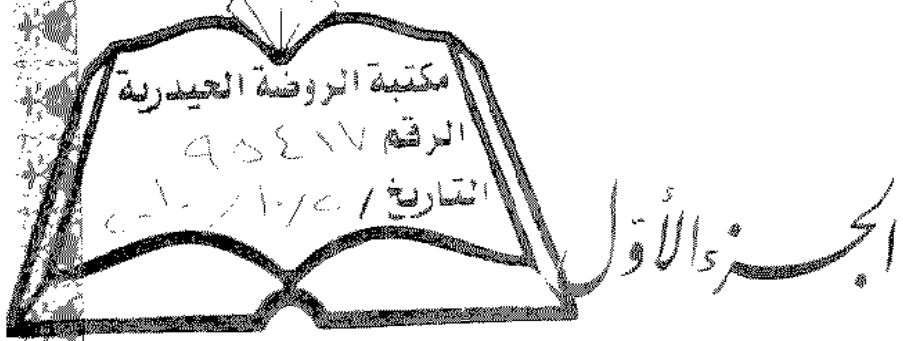 مكتبة الروضة الحيدرية
الرقم ٩٥٤١٧
التاريخ /
الجزء الأول